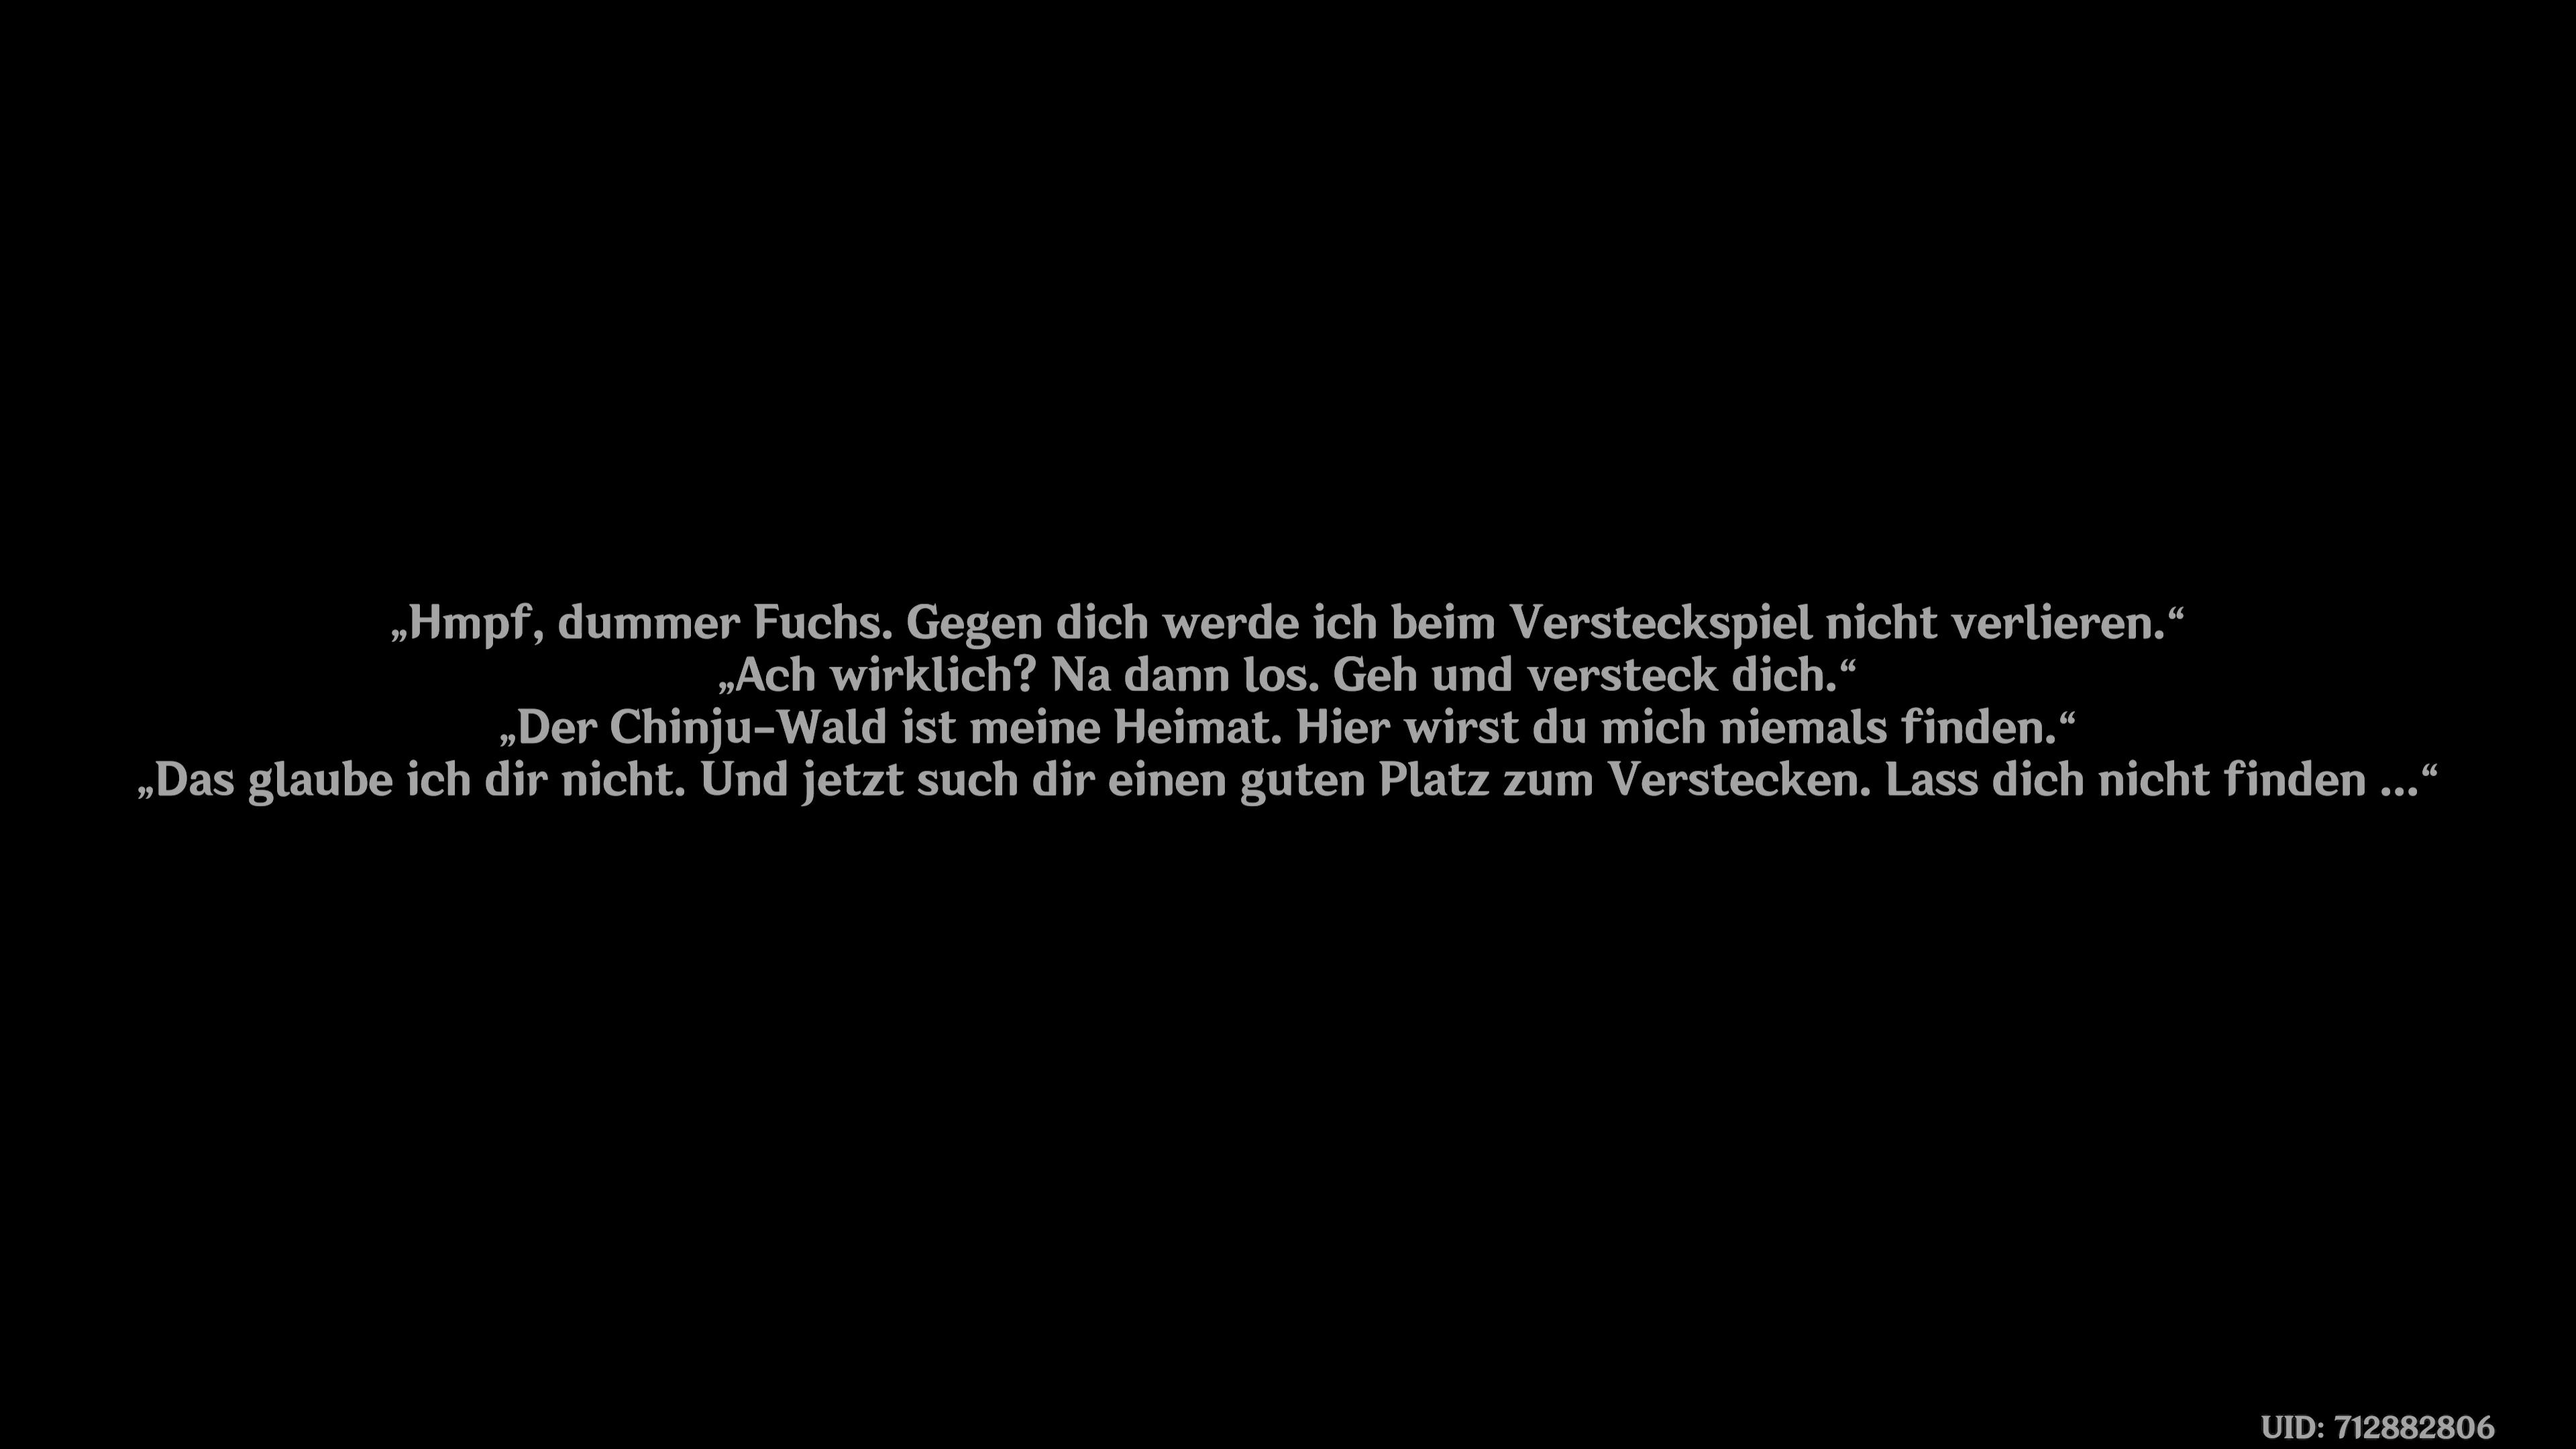 „Hmpf, dummer Fuchs. Gegen dich werde ich beim Versteckspiel nicht verlieren.“
„Ach wirklich? Na dann los. Geh und versteck dich.“
„Der Chinju-Wald ist meine Heimat. Hier wirst du mich niemals finden.“
„Das glaube ich dir nicht. Und jetzt such dir einen guten Platz zum Verstecken. Lass dich nicht finden ...“
UID: 712882806